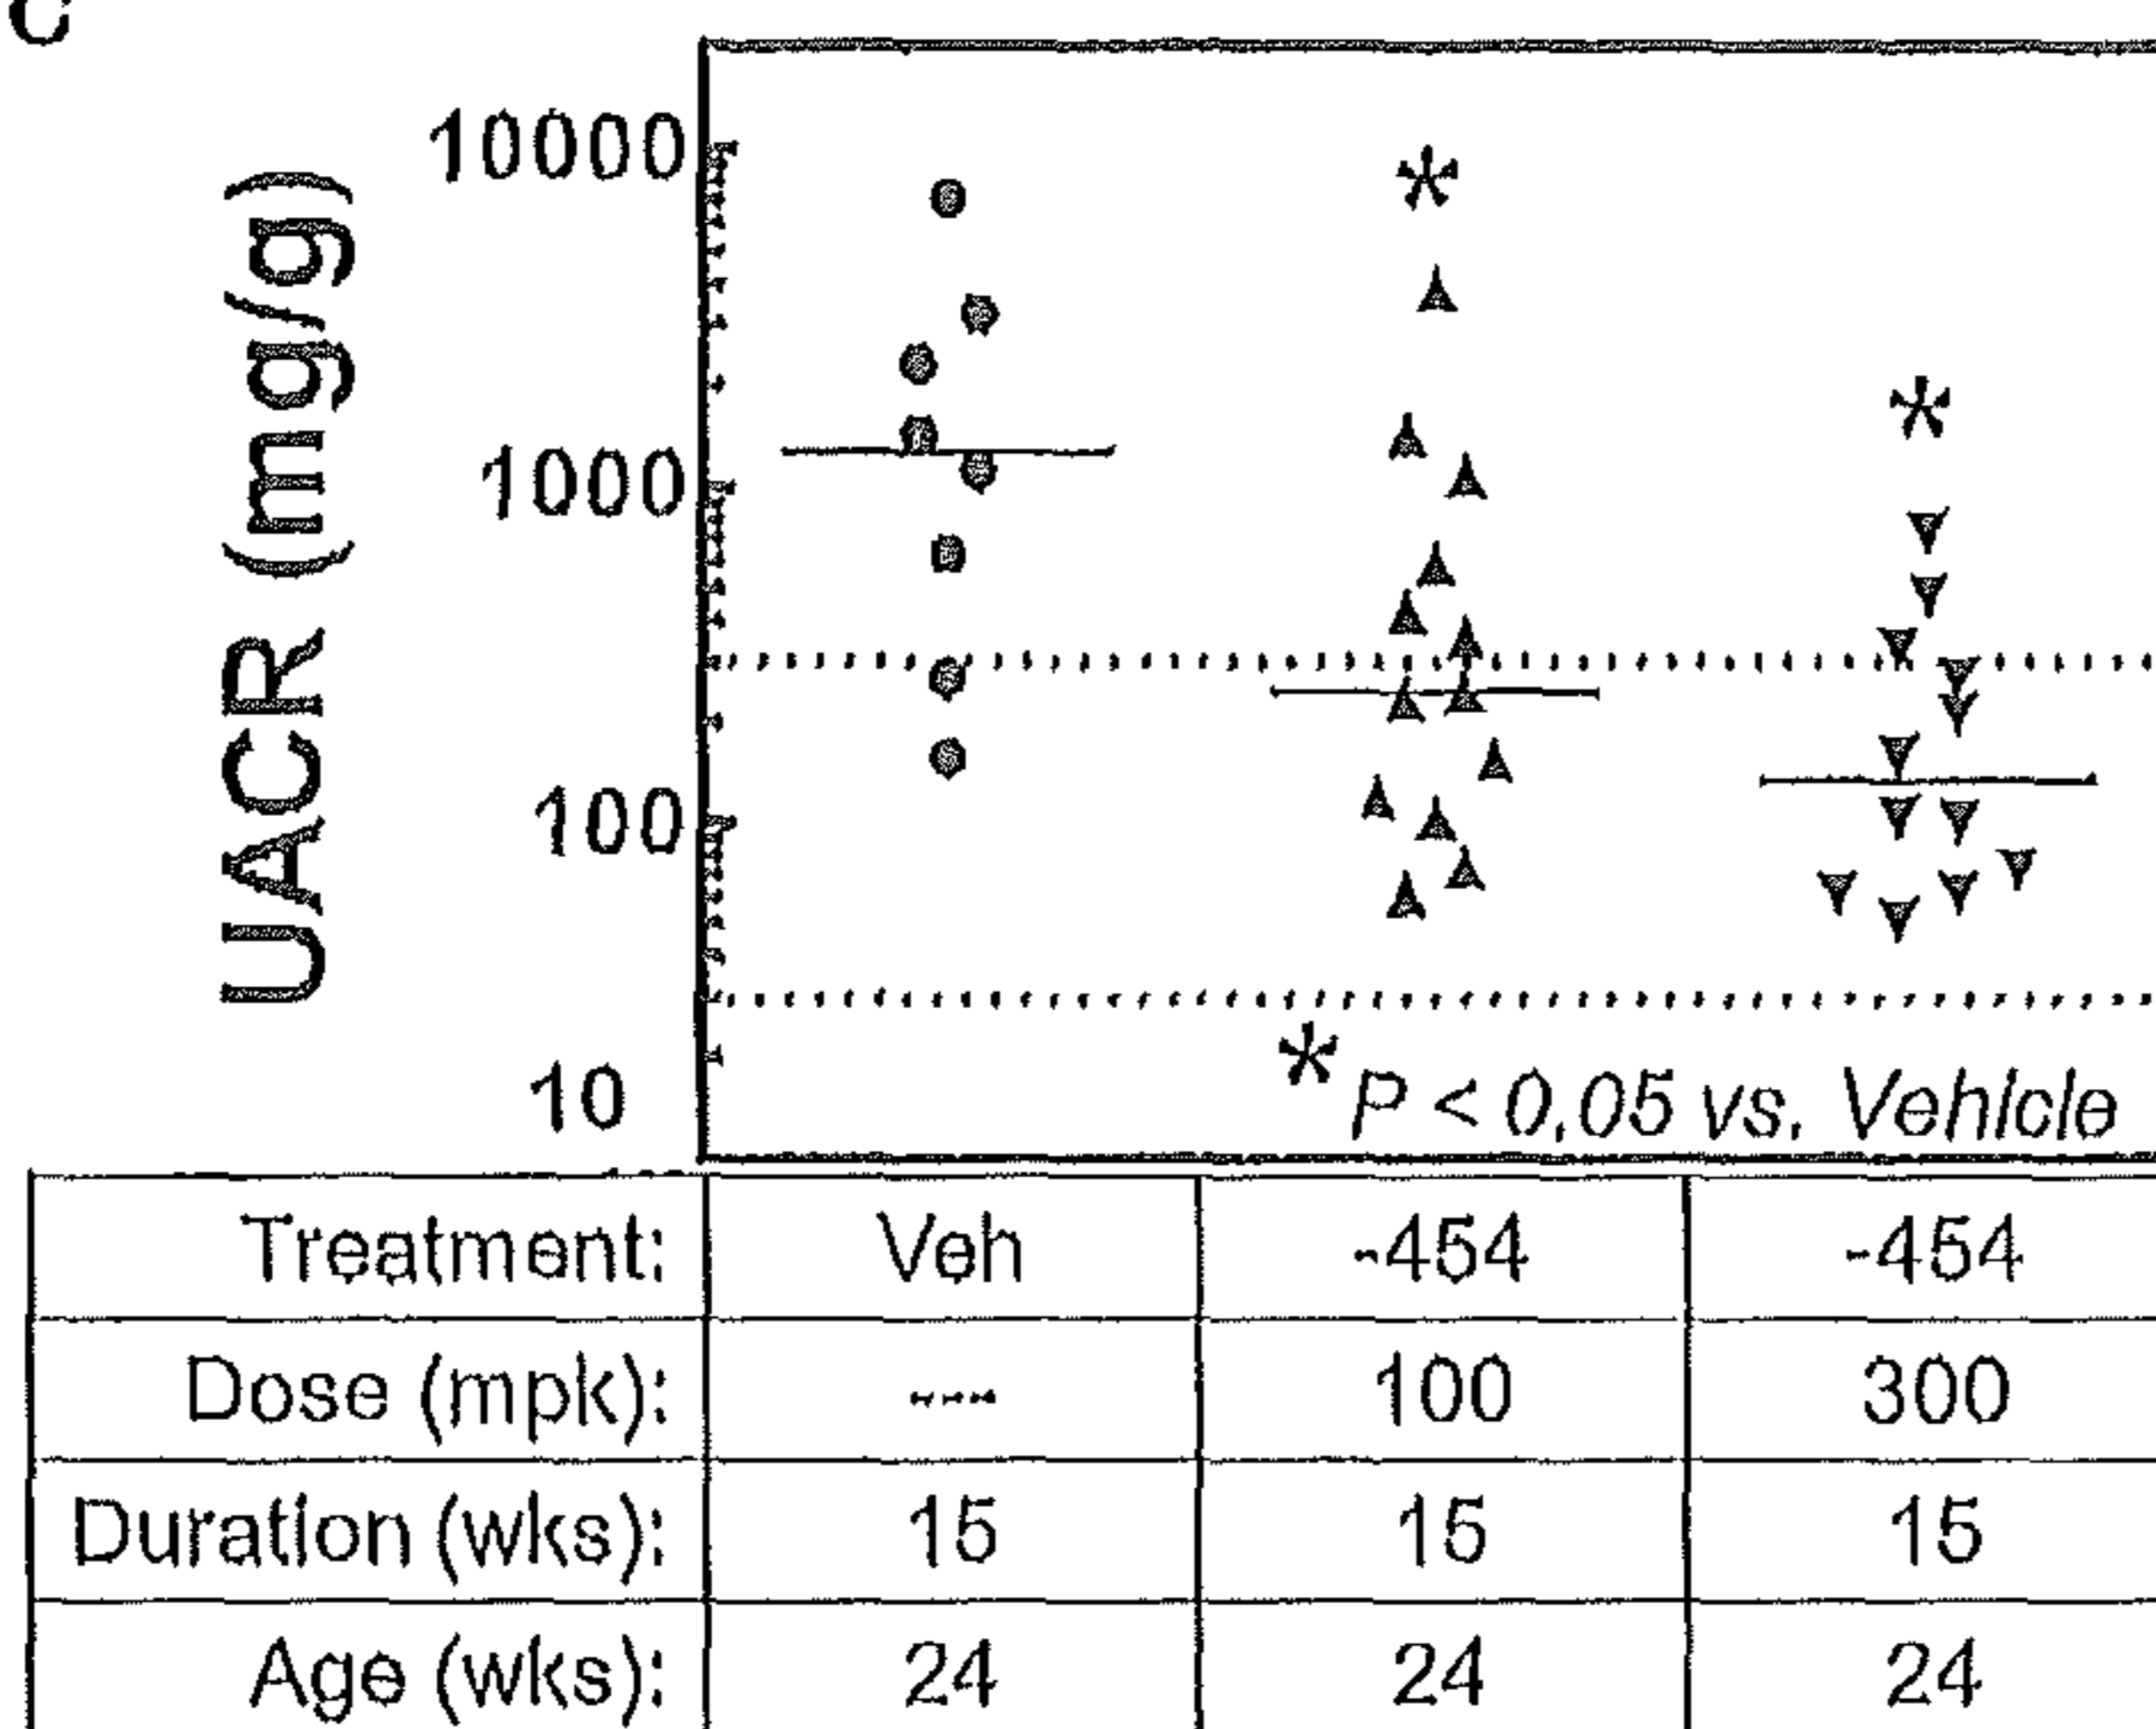 C
10000
1000
100
10
UACR (mg/g)
*
*
* P < 0.05 vs. Vehicle
Treatment: Veh -454 -454
Dose (mpk): --- 100 300
Duration (wks): 15 15 15
Age (wks): 24 24 24